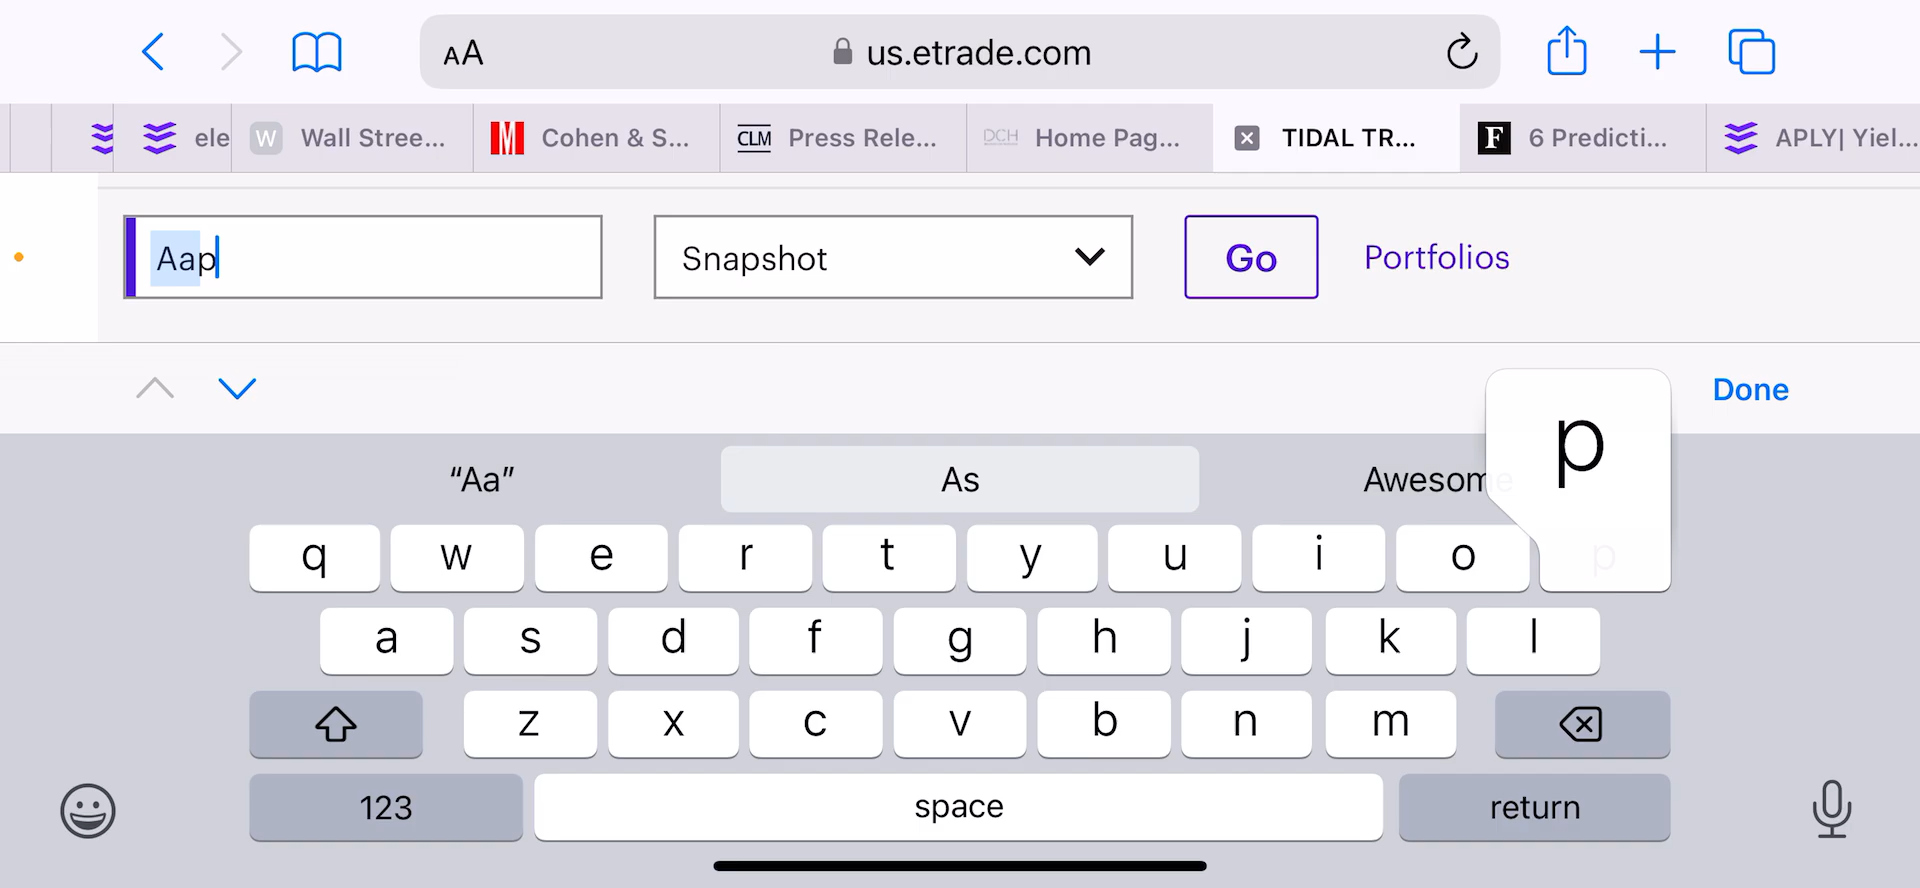 AA us.etrade.com
ele W Wall Stree... M Cohen & S... CLM Press Rele... DCH Home Pag... TIDAL TR... F 6 Predicti... APLY| Yiel...
Aap Snapshot Go Portfolios
Done
p
“Aa” As Awesome
q w e r t y u i o p
a s d f g h j k l
z x c v b n m
123 space return